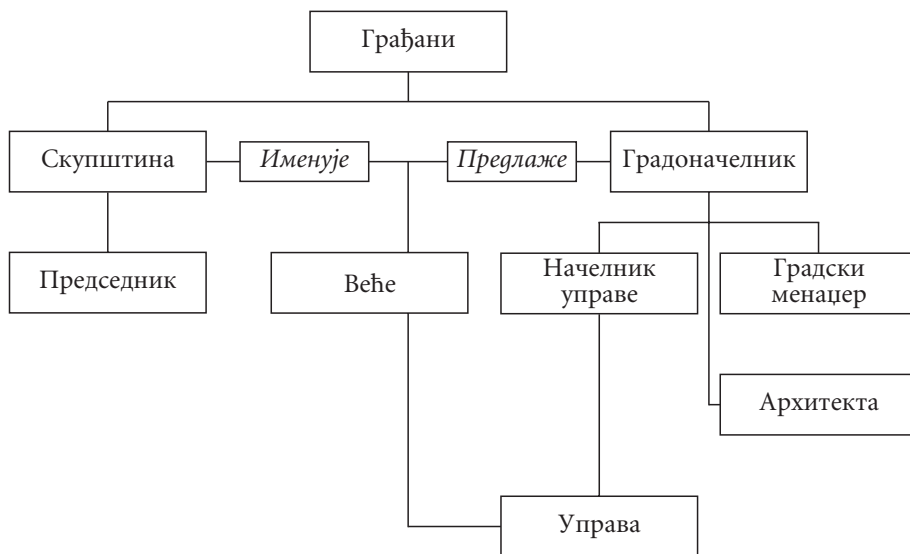 Грађани
Скупштина
Именује
Предлаже
Градоначелник
Председник
Веће
Начелник
управе
Градски
менаџер
Архитекта
Управа